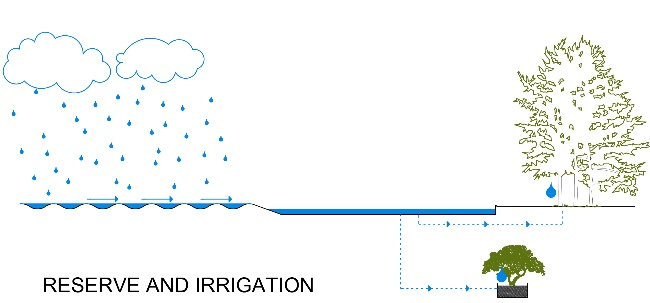 RESERVE AND IRRIGATION